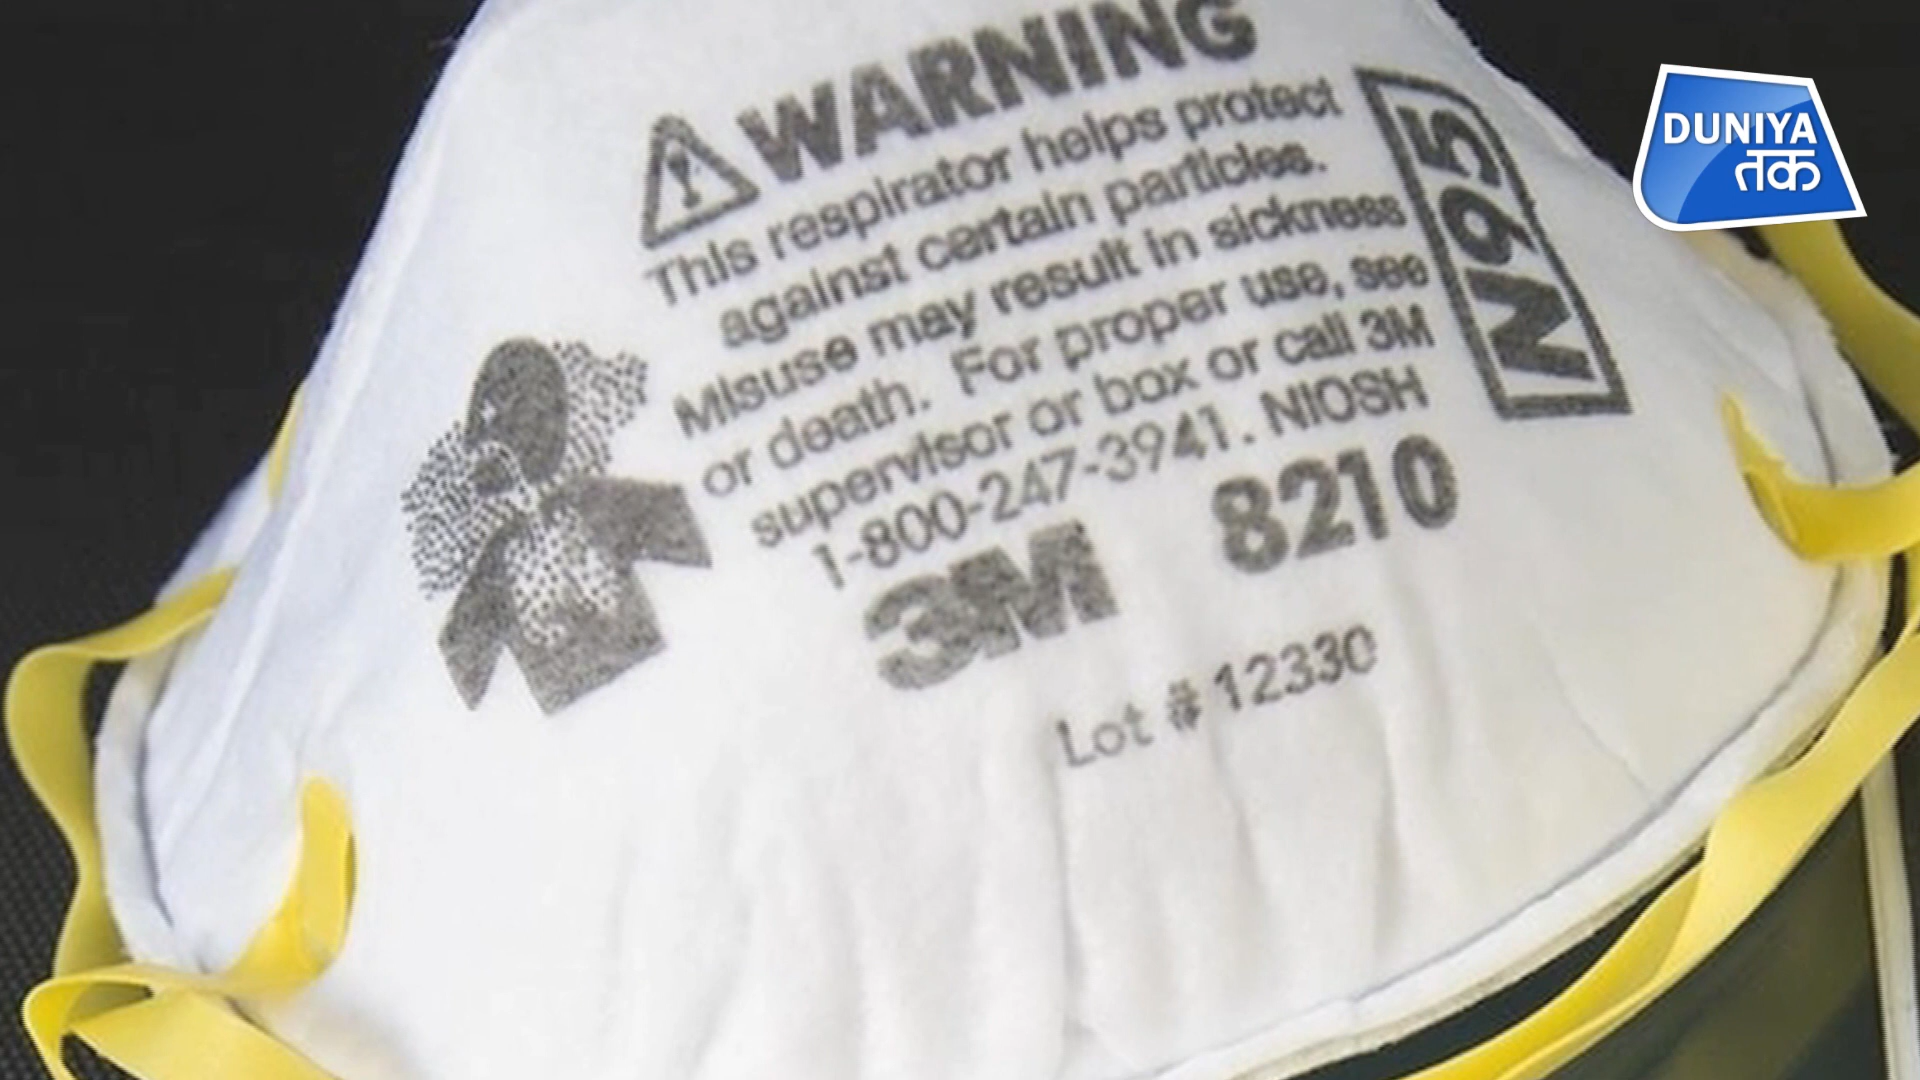 WARNING
This respirator helps protect
against certain particles.
Misuse may result in sickness
or death. For proper use, see
supervisor or box or call 3M
1-800-247-3941. NIOSH
3M 8210
Lot # 12330
N95
DUNIYA
तक